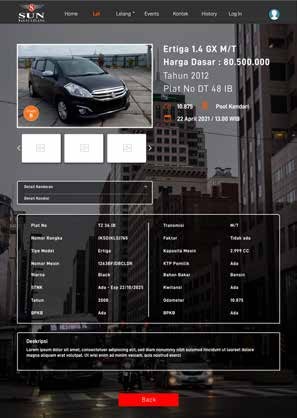 SUN
Home Lot Lelang Events Kontak History Log In
Ertiga 1.4 GX M/T
Harga Dasar : 80.500.000
Tahun 2012
Plat No DT 48 IB
10.875 Pool Kendari
22 April 2021 / 13.00 WIB
Detail Kendaraan
Detail Kondisi
Plat No TZ 36 IB Transmisi M/T
Nomor Rangka Faktur Tidak ada
Tipe Model Ertiga Kapasitas Mesin 2,999 CC
Nomor Mesin KTP Pemilik Ada
Warna Black Bahan Bakar Bensin
STNK Ada - Exp 22/10/2025 Kwitansi Ada
Tahun 2008 Odometer 10.875
BPKB Ada BPKB Ada
Deskripsi
Lorem ipsum dolor sit amet, consectetuer adipiscing elit, sed diam nonummy nibh euismod tincidunt ut laoreet dolore
magna aliquam erat volutpat. Ut wisi enim ad minim veniam, quis nostrud exerci
Back